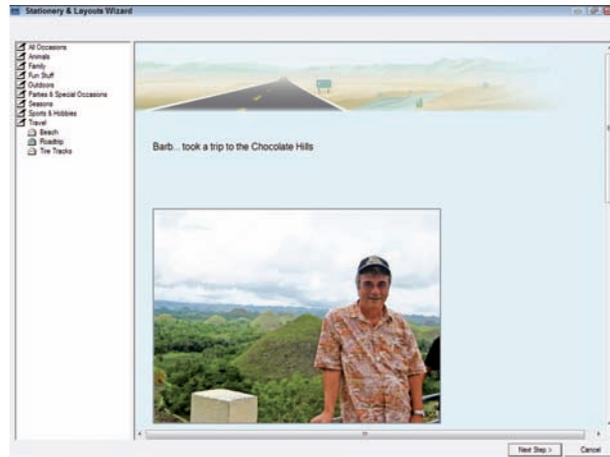 Stationery & Layouts Wizard
All Occasions
Animals
Family
Fun Stuff
Outdoors
Parties & Special Occasions
Seasons
Sports & Hobbies
Travel
Beach
Roadtrip
Tire Tracks
Barb... took a trip to the Chocolate Hills
Next Step >
Cancel